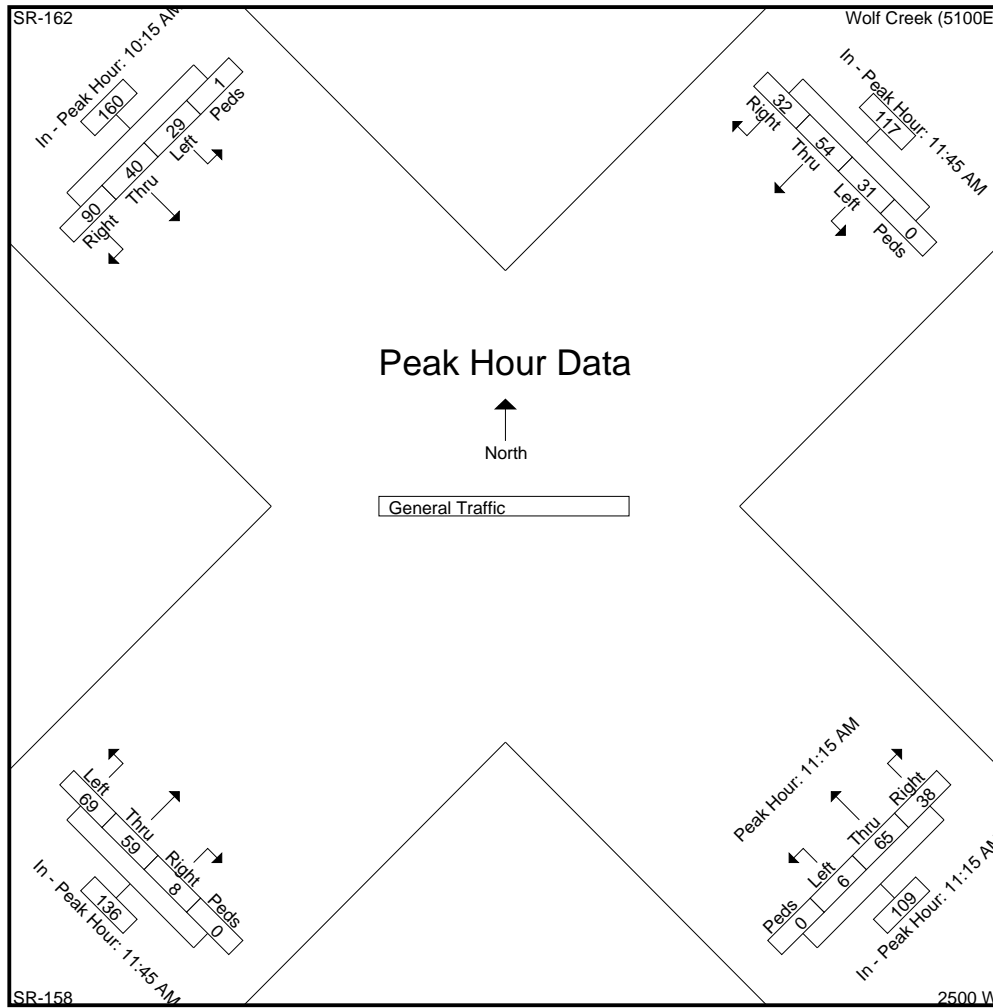 SR-162
Wolf Creek (5100E
In - Peak Hour: 10:15 AM
160
90 40 29 1
Right Thru Left Peds
In - Peak Hour: 11:45 AM
117
32 54 31 0
Right Thru Left Peds
Peak Hour Data
North
General Traffic
Left Thru Right Peds
69 59 8 0
136
In - Peak Hour: 11:45 AM
Peak Hour: 11:15 AM
Peds Left Thru Right
0 6 65 38
109
In - Peak Hour: 11:15 AM
SR-158
2500 W